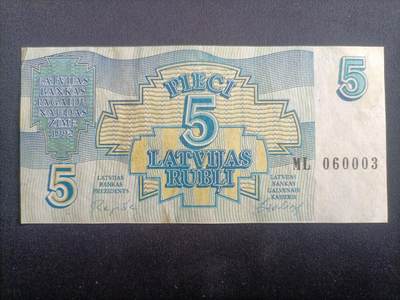 LATVIJAS
BANKAS
PAGAIDU
NAUDAS
ZĪME
1992
PIECI
5
5
LATVIJAS
RUBĻI
ML 060003
5
LATVIJAS
BANKAS
PREZIDENTS
LATVIJAS
BANKAS
GALVENAIS
KASIERIS